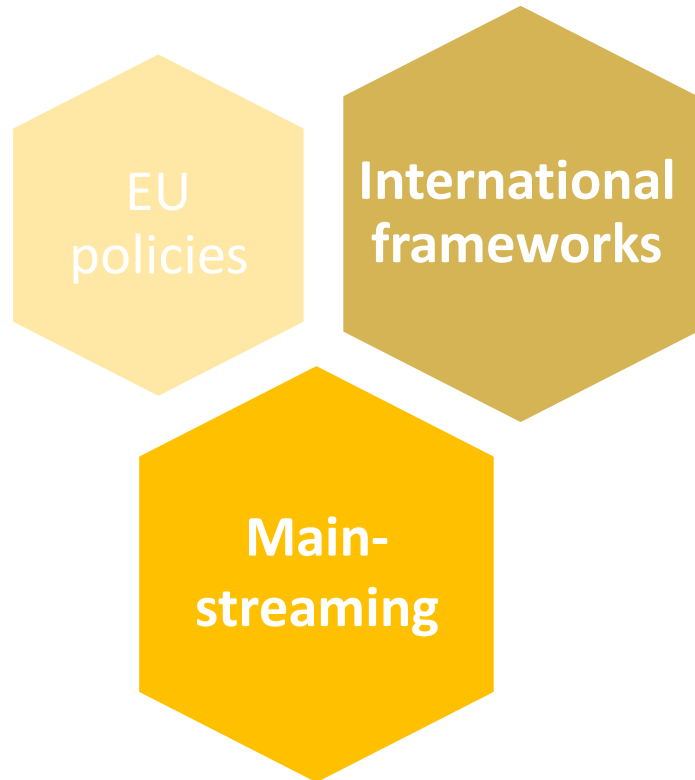 EU
policies
International
frameworks
Main-
streaming